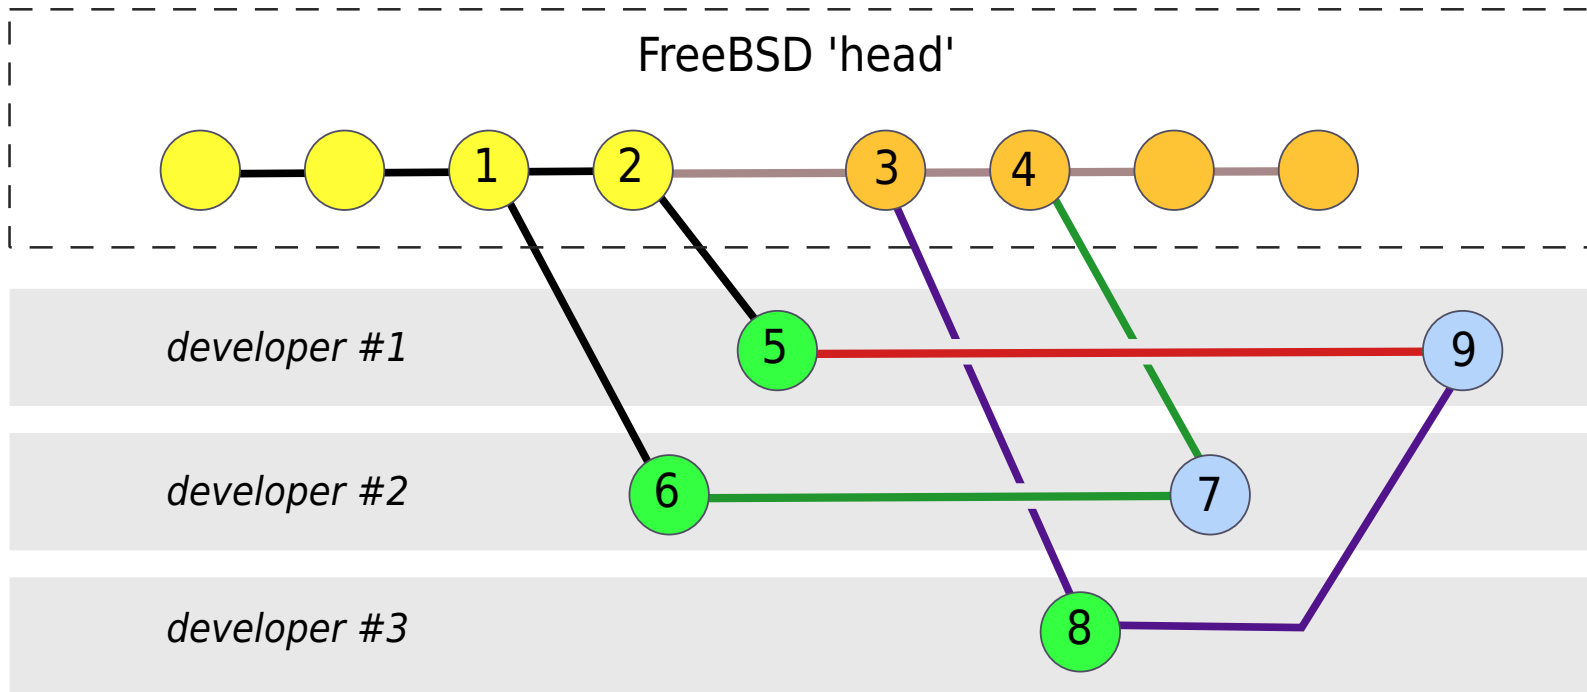 FreeBSD 'head'
1 2 3 4
developer #1 5 9
developer #2 6 7
developer #3 8